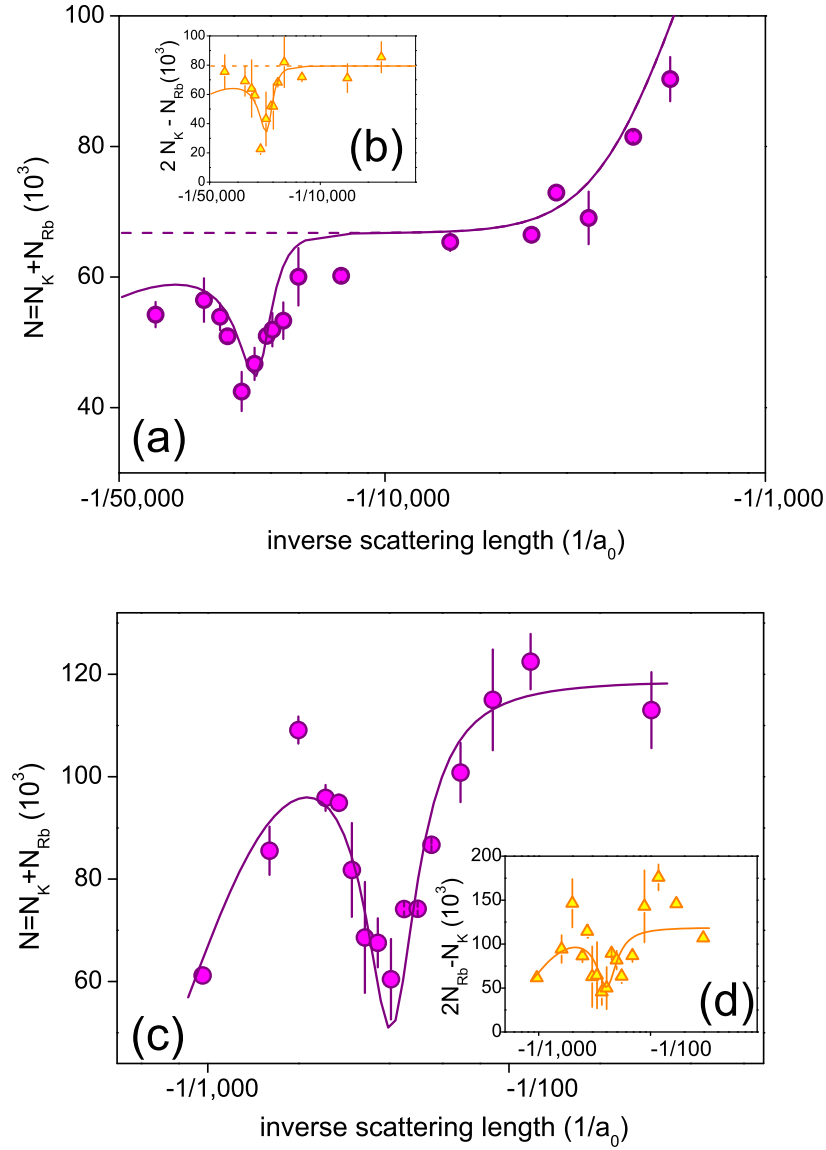 100
80
60
40
N=N_K+N_Rb (10^3)
100
80
60
40
20
0
2 N_K - N_Rb(10^3)
-1/50,000 -1/10,000
(b)
(a)
-1/50,000 -1/10,000 -1/1,000
inverse scattering length (1/a_0)
120
100
80
60
N=N_K+N_Rb (10^3)
200
150
100
50
0
2N_Rb-N_K (10^3)
-1/1,000 -1/100
(d)
(c)
-1/1,000 -1/100
inverse scattering length (1/a_0)